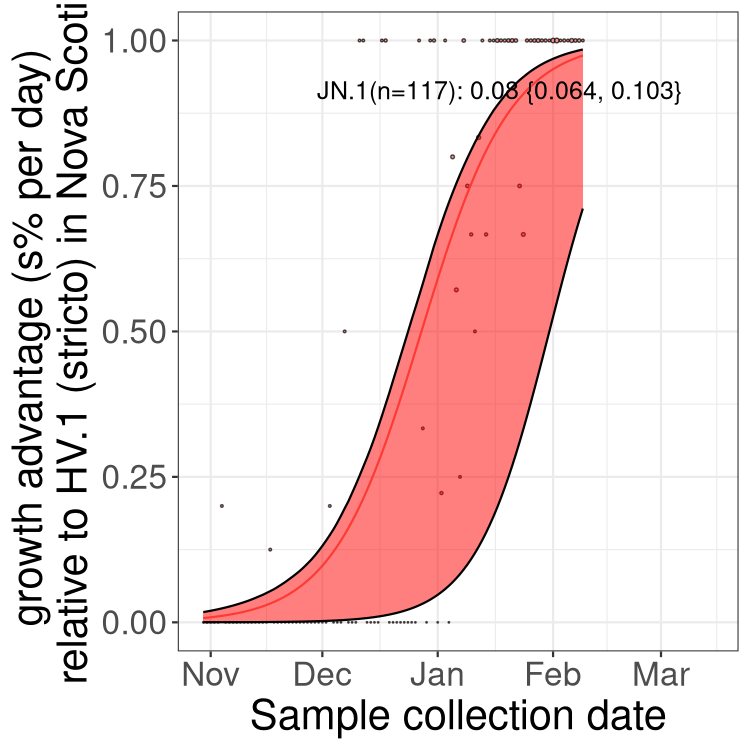 growth advantage (s% per day)
relative to HV.1 (stricto) in Nova Scoti
1.00
0.75
0.50
0.25
0.00
JN.1(n=117): 0.08 {0.064, 0.103}
Nov Dec Jan Feb Mar
Sample collection date